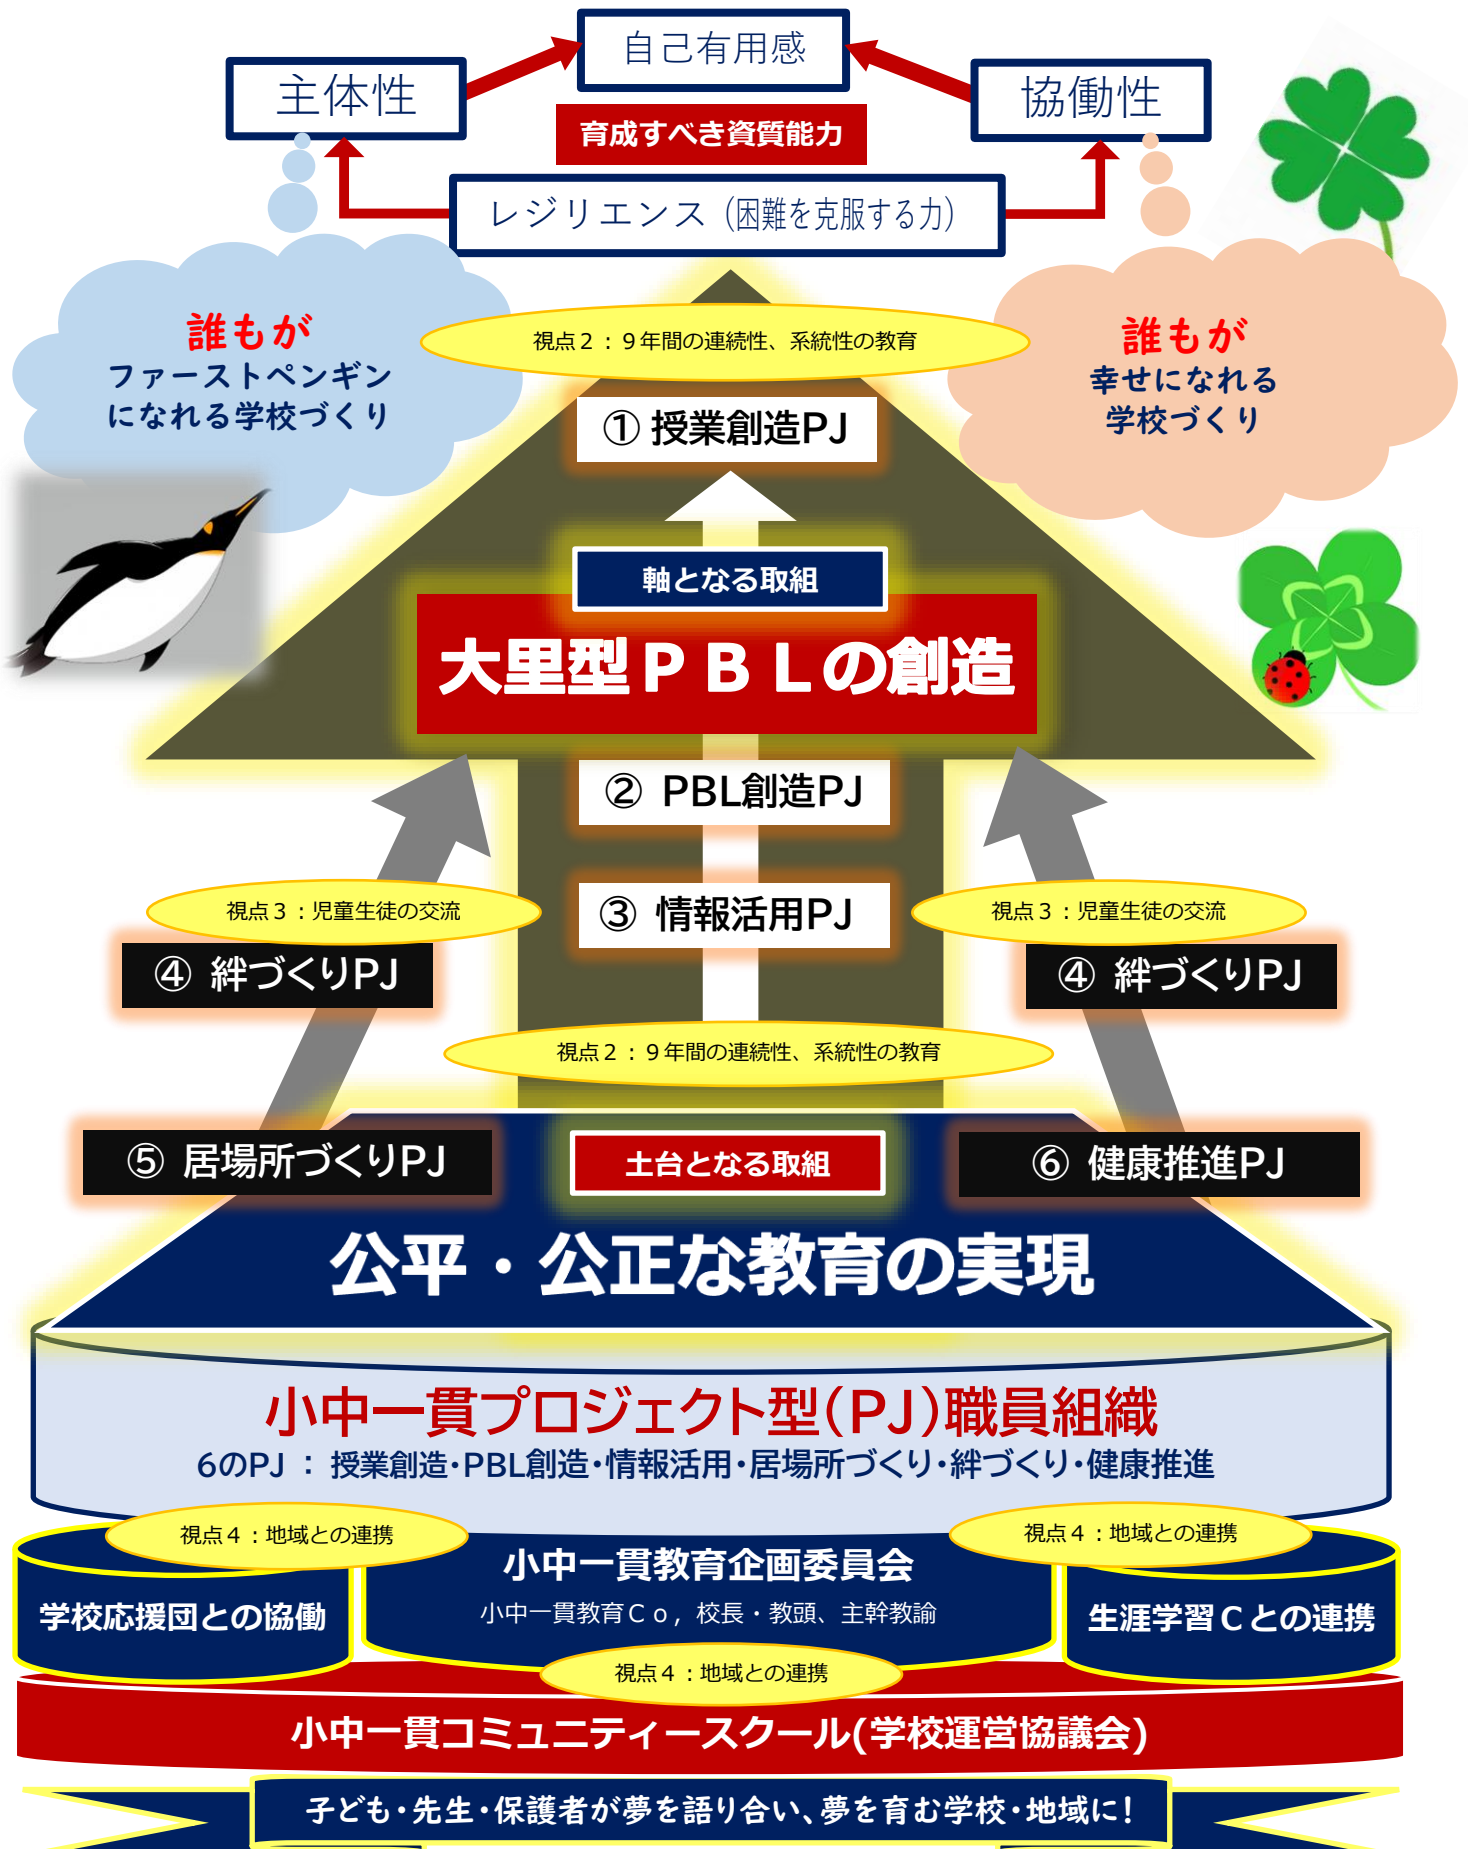 自己有用感
主体性
協働性
育成すべき資質能力
レジリエンス（困難を克服する力）
誰もが
ファーストペンギン
になれる学校づくり
視点２：９年間の連続性、系統性の教育
誰もが
幸せになれる
学校づくり
① 授業創造PJ
軸となる取組
大里型ＰＢＬの創造
② PBL創造PJ
③ 情報活用PJ
視点３：児童生徒の交流
視点３：児童生徒の交流
④ 絆づくりPJ
④ 絆づくりPJ
視点２：９年間の連続性、系統性の教育
⑤ 居場所づくりPJ
土台となる取組
⑥ 健康推進PJ
公平・公正な教育の実現
小中一貫プロジェクト型(PJ)職員組織
6のPJ ： 授業創造・PBL創造・情報活用・居場所づくり・絆づくり・健康推進
視点４：地域との連携
視点４：地域との連携
小中一貫教育企画委員会
小中一貫教育Ｃｏ，校長・教頭、主幹教諭
学校応援団との協働
生涯学習Ｃとの連携
視点４：地域との連携
小中一貫コミュニティースクール(学校運営協議会)
子ども・先生・保護者が夢を語り合い、夢を育む学校・地域に！